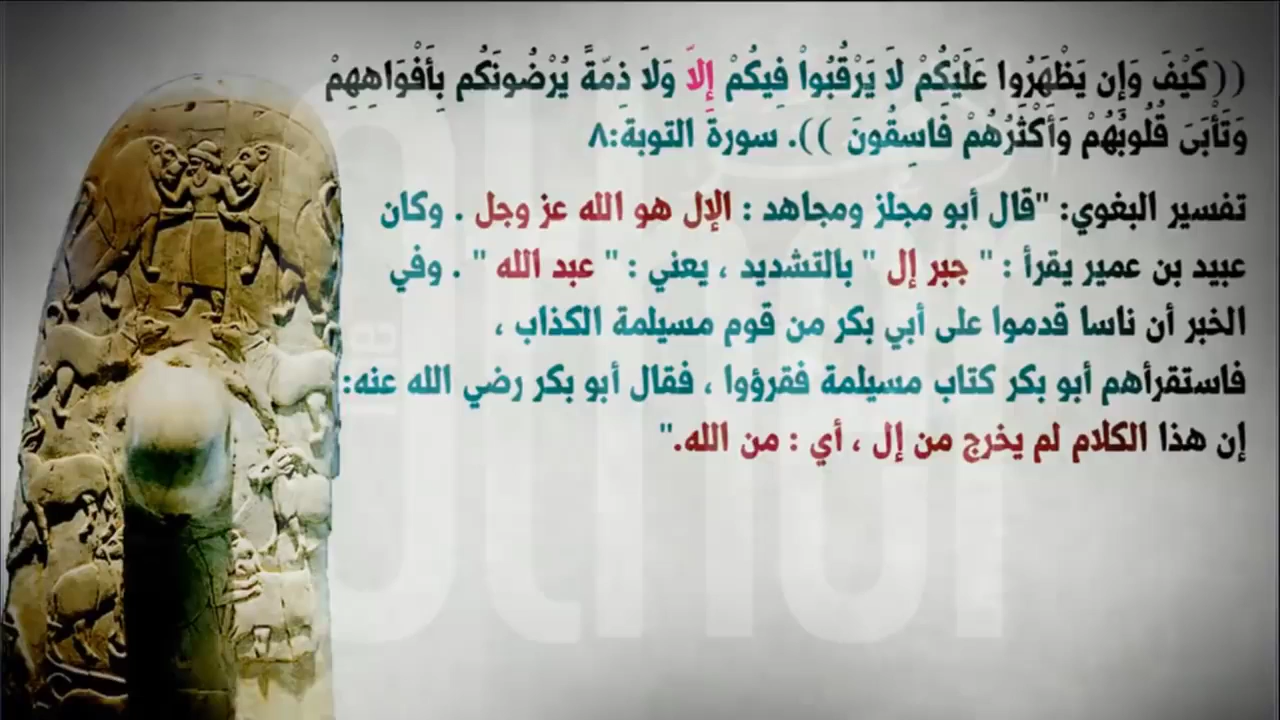 ((كَيْفَ وَإِن يَظْهَرُوا عَلَيْكُمْ لَا يَرْقُبُواْ فِيكُمْ إِلاًّ وَلاَ ذِمَّةً يُرْضُونَكُم بِأَفْوَاهِهِمْ
وَتَأْبَىٰ قُلُوبُهُمْ وَأَكْثَرُهُمْ فَاسِقُونَ )). سورة التوبة:٨
تفسير البغوي: "قال أبو مجلز ومجاهد : الإل هو الله عز وجل . وكان
عبيد بن عمير يقرأ : " جبر إل " بالتشديد ، يعني : " عبد الله " . وفي
الخبر أن ناسا قدموا على أبي بكر من قوم مسيلمة الكذاب ،
فاستقرأهم أبو بكر كتاب مسيلمة فقرؤوا ، فقال أبو بكر رضي الله عنه:
إن هذا الكلام لم يخرج من إل ، أي : من الله."